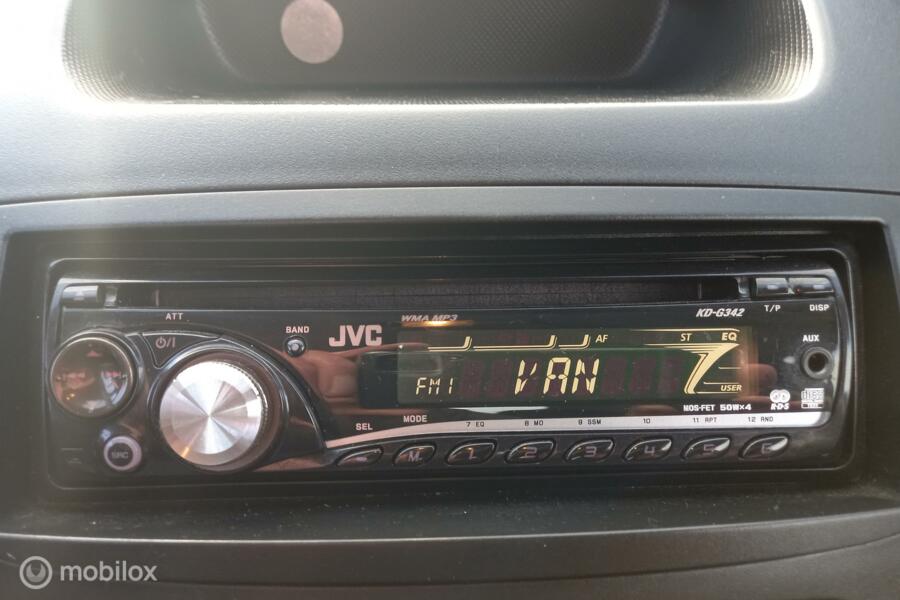 ATT
BAND
JVC
WMA MP3
KD-G342
T/P
DISP
AF
ST
EQ
AUX
FM1
VAN
USER
MOS-FET 50W×4
R·D·S
SEL
MODE
7 EQ
8 MO
9 SSM
10
11 RPT
12 RND
SRC
M
1
2
3
4
5
6
mobilox